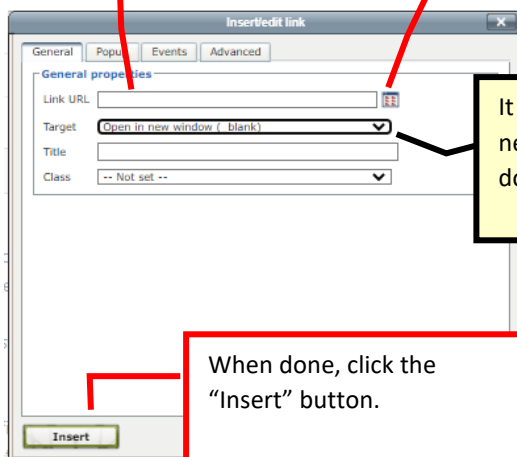 Insert/edit link
General Popup Events Advanced
General properties
Link URL
Target Open in new window (_blank)
Title
Class -- Not set --
It
ne
do
When done, click the
“Insert” button.
Insert